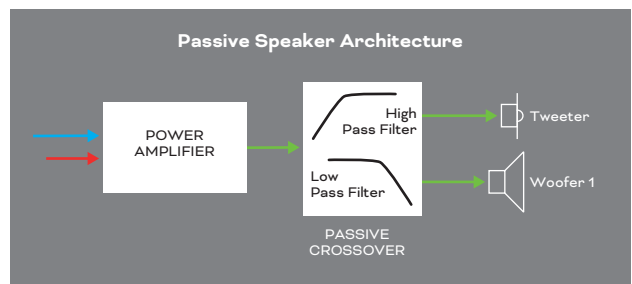 Passive Speaker Architecture
POWER
AMPLIFIER
High
Pass Filter
Low
Pass Filter
Tweeter
Woofer 1
PASSIVE
CROSSOVER